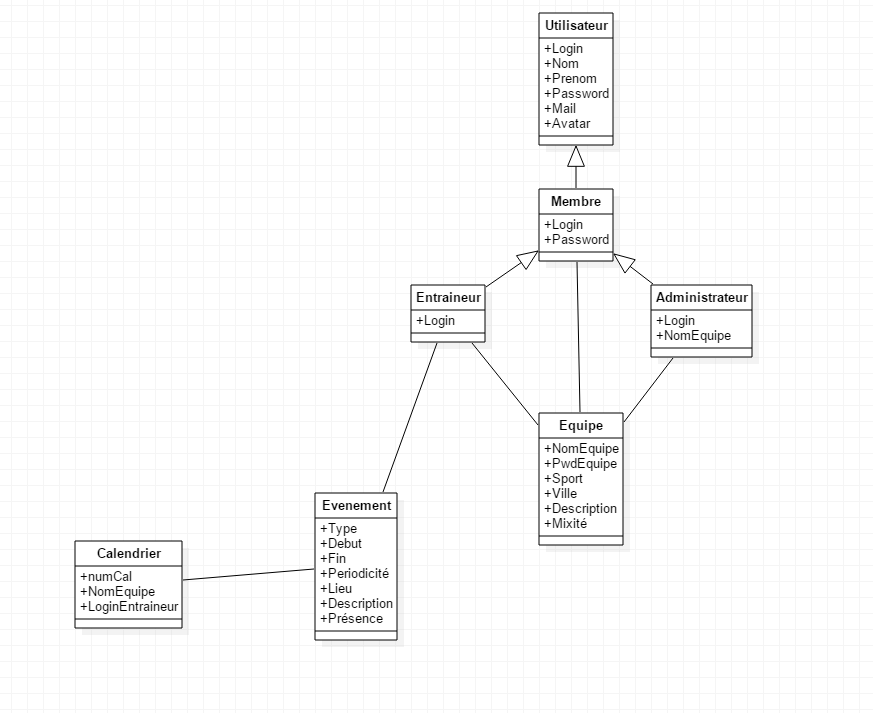 Utilisateur
+Login
+Nom
+Prenom
+Password
+Mail
+Avatar
Membre
+Login
+Password
Entraineur
+Login
Administrateur
+Login
+NomEquipe
Equipe
+NomEquipe
+PwdEquipe
+Sport
+Ville
+Description
+Mixité
Evenement
+Type
+Debut
+Fin
+Periodicité
+Lieu
+Description
+Présence
Calendrier
+numCal
+NomEquipe
+LoginEntraineur